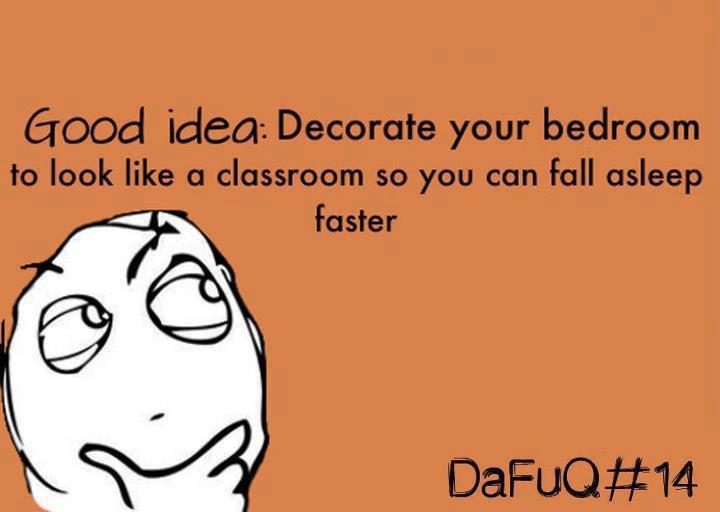 Good idea: Decorate your bedroom
to look like a classroom so you can fall asleep
faster
DaFuQ#14